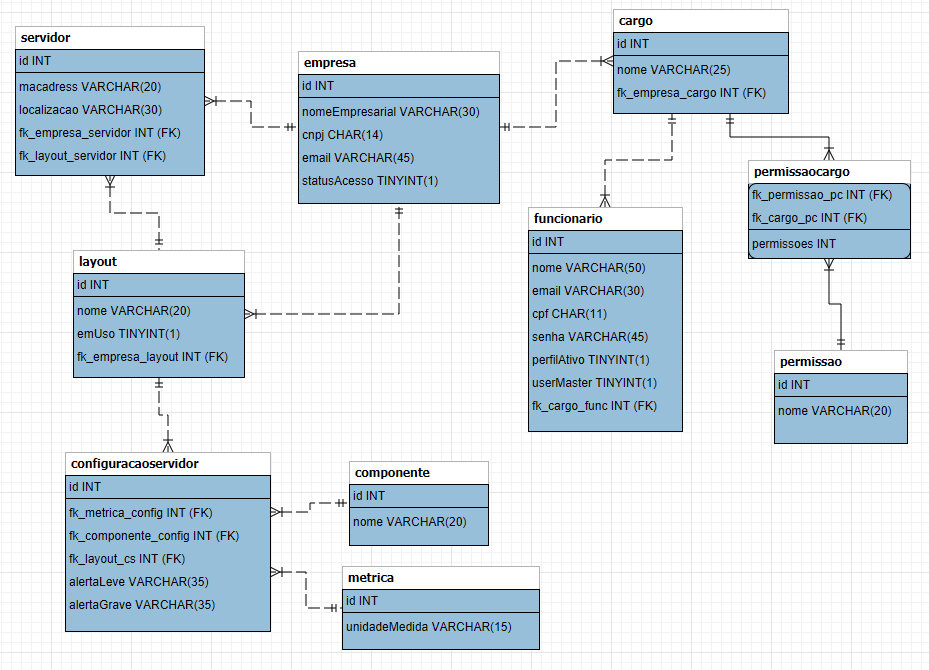 servidor
id INT
macadress VARCHAR(20)
localizacao VARCHAR(30)
fk_empresa_servidor INT (FK)
fk_layout_servidor INT (FK)
empresa
id INT
nomeEmpresarial VARCHAR(30)
cnpj CHAR(14)
email VARCHAR(45)
statusAcesso TINYINT(1)
cargo
id INT
nome VARCHAR(25)
fk_empresa_cargo INT (FK)
permissaocargo
fk_permissao_pc INT (FK)
fk_cargo_pc INT (FK)
permissoes INT
funcionario
id INT
nome VARCHAR(50)
email VARCHAR(30)
cpf CHAR(11)
senha VARCHAR(45)
perfilAtivo TINYINT(1)
userMaster TINYINT(1)
fk_cargo_func INT (FK)
layout
id INT
nome VARCHAR(20)
emUso TINYINT(1)
fk_empresa_layout INT (FK)
permissao
id INT
nome VARCHAR(20)
configuracaoservidor
id INT
fk_metrica_config INT (FK)
fk_componente_config INT (FK)
fk_layout_cs INT (FK)
alertaLeve VARCHAR(35)
alertaGrave VARCHAR(35)
componente
id INT
nome VARCHAR(20)
metrica
id INT
unidadeMedida VARCHAR(15)